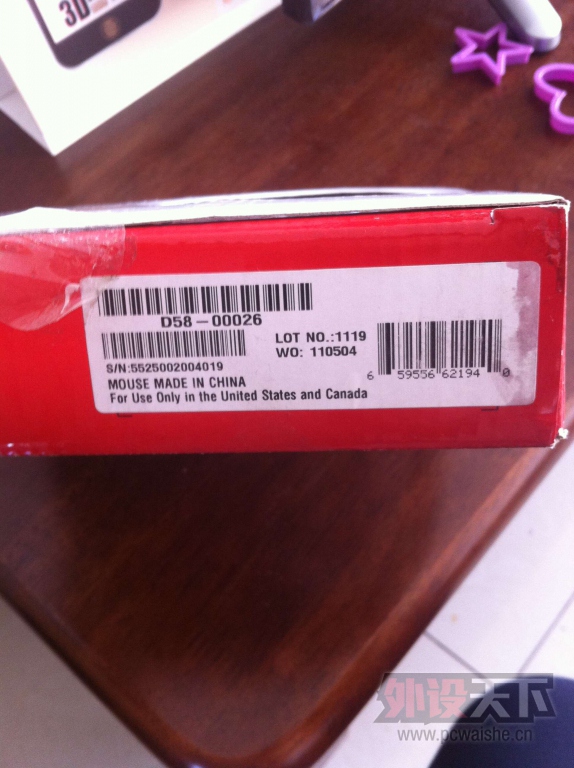 3D
D58-00026
S/N:5525002004019
LOT NO.:1119
WO: 110504
6 59556 62194 0
MOUSE MADE IN CHINA
For Use Only in the United States and Canada
外设天下
www.pcwaishe.cn